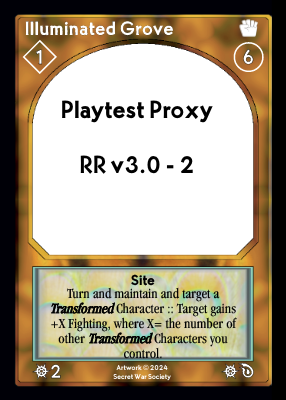 Illuminated Grove
1
6
Playtest Proxy
RR v3.0 - 2
Site
Turn and maintain and target a
Transformed Character :: Target gains
+X Fighting, where X= the number of
other Transformed Characters you
control.
2
Artwork © 2024
Secret War Society